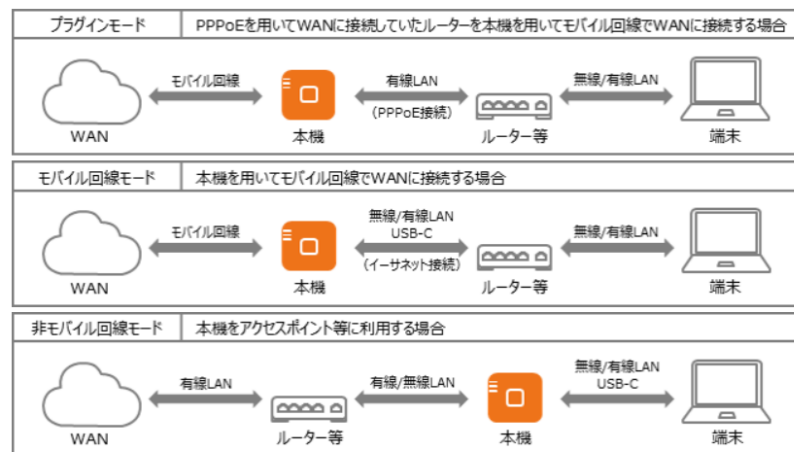 プラグインモード PPPoEを用いてWANに接続していたルーターを本機を用いてモバイル回線でWANに接続する場合
モバイル回線 有線LAN 無線/有線LAN
(PPPoE接続)
WAN 本機 ルーター等 端末
モバイル回線モード 本機を用いてモバイル回線でWANに接続する場合
無線/有線LAN
モバイル回線 USB-C 無線/有線LAN
(イーサネット接続)
WAN 本機 ルーター等 端末
非モバイル回線モード 本機をアクセスポイント等に利用する場合
無線/有線LAN
有線LAN 有線/無線LAN USB-C
WAN ルーター等 本機 端末